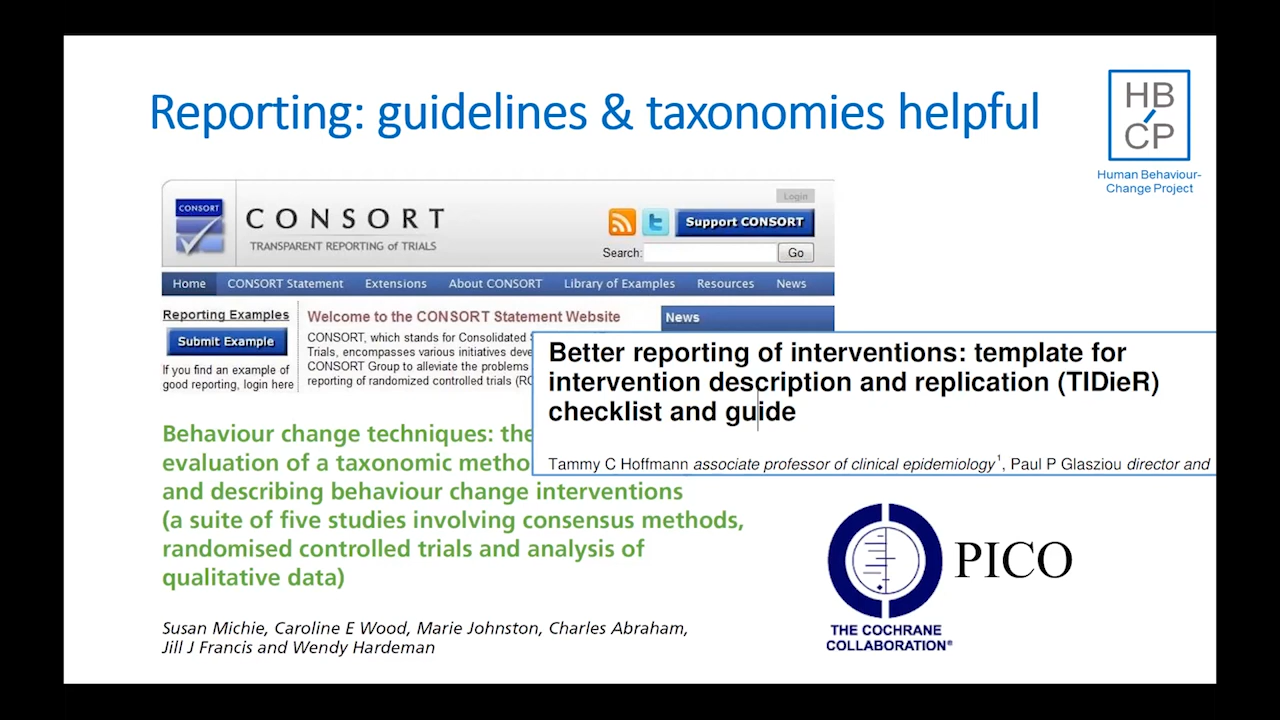 Reporting: guidelines & taxonomies helpful
HB
CP
Human Behaviour-
Change Project
CONSORT
CONSORT
TRANSPARENT REPORTING of TRIALS
Login
Support CONSORT
Search:
Go
Home CONSORT Statement Extensions About CONSORT Library of Examples Resources News
Reporting Examples
Submit Example
If you find an example of
good reporting, login here
Welcome to the CONSORT Statement Website
CONSORT, which stands for Consolidated S
Trials, encompasses various initiatives deve
CONSORT Group to alleviate the problems
reporting of randomized controlled trials (RC
News
Better reporting of interventions: template for
intervention description and replication (TIDieR)
checklist and guide
Tammy C Hoffmann associate professor of clinical epidemiology¹, Paul P Glasziou director and
Behaviour change techniques: the
evaluation of a taxonomic metho
and describing behaviour change interventions
(a suite of five studies involving consensus methods,
randomised controlled trials and analysis of
qualitative data)
Susan Michie, Caroline E Wood, Marie Johnston, Charles Abraham,
Jill J Francis and Wendy Hardeman
PICO
THE COCHRANE
COLLABORATION®